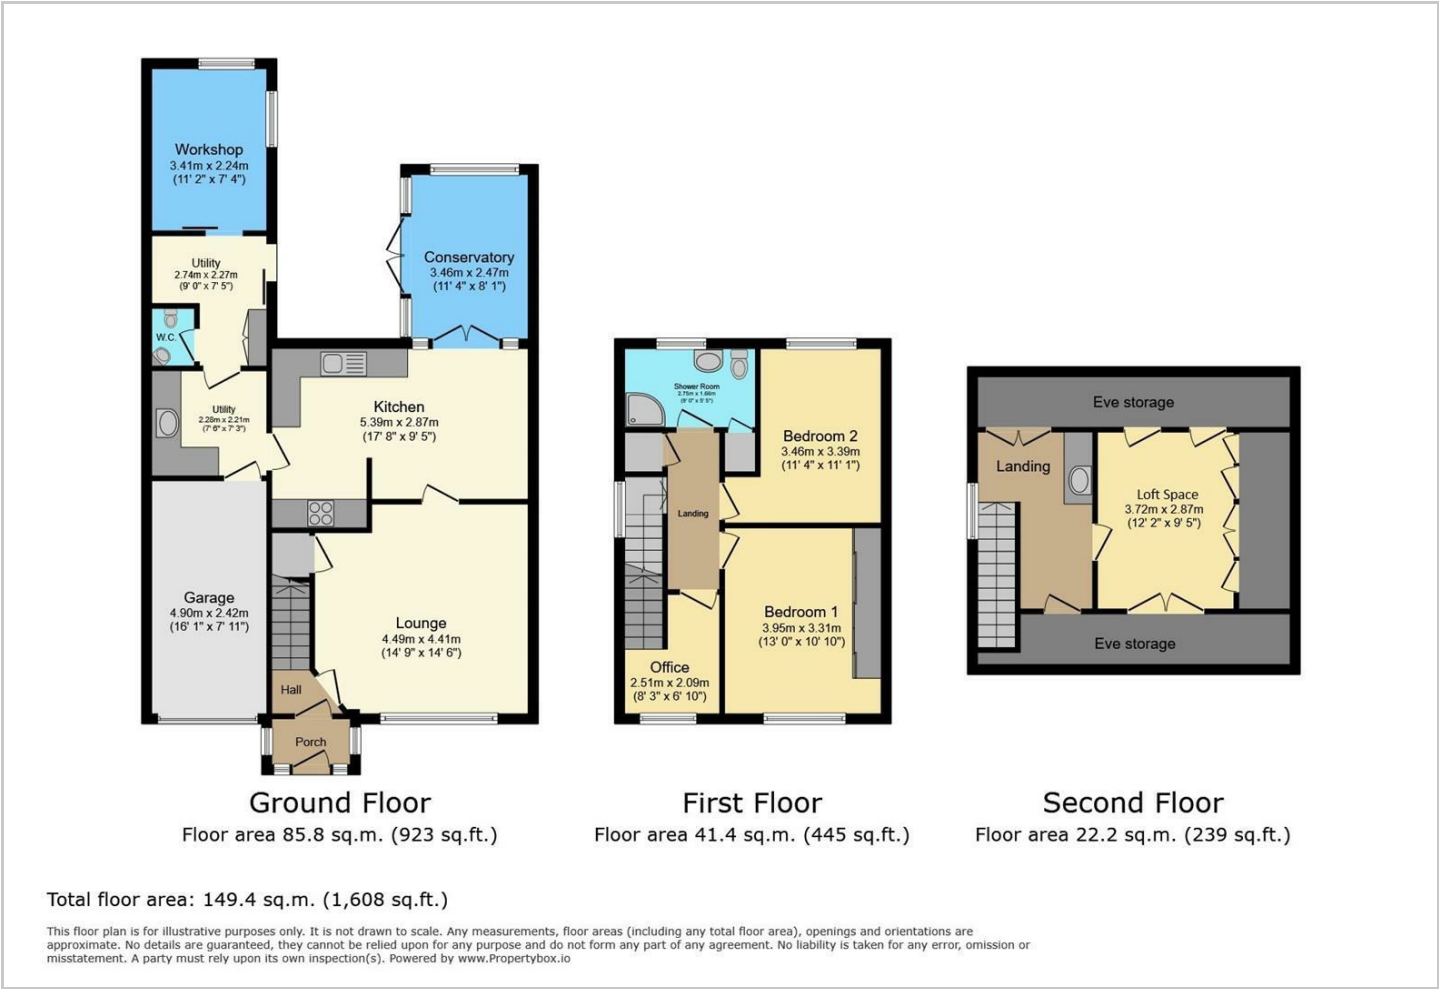 Workshop
3.41m x 2.24m
(11' 2" x 7' 4")
Utility
2.74m x 2.27m
(9' 0" x 7' 5")
W.C.
Utility
2.28m x 2.21m
(7' 6" x 7' 3")
Conservatory
3.46m x 2.47m
(11' 4" x 8' 1")
Kitchen
5.39m x 2.87m
(17' 8" x 9' 5")
Garage
4.90m x 2.42m
(16' 1" x 7' 11")
Lounge
4.49m x 4.41m
(14' 9" x 14' 6")
Hall
Porch
Ground Floor
Floor area 85.8 sq.m. (923 sq.ft.)
Shower Room
2.75m x 1.66m
(9' 0" x 5' 5")
Bedroom 2
3.46m x 3.39m
(11' 4" x 11' 1")
Landing
Bedroom 1
3.95m x 3.31m
(13' 0" x 10' 10")
Office
2.51m x 2.09m
(8' 3" x 6' 10")
First Floor
Floor area 41.4 sq.m. (445 sq.ft.)
Eve storage
Landing
Loft Space
3.72m x 2.87m
(12' 2" x 9' 5")
Eve storage
Second Floor
Floor area 22.2 sq.m. (239 sq.ft.)
Total floor area: 149.4 sq.m. (1,608 sq.ft.)
This floor plan is for illustrative purposes only. It is not drawn to scale. Any measurements, floor areas (including any total floor area), openings and orientations are
approximate. No details are guaranteed, they cannot be relied upon for any purpose and do not form any part of any agreement. No liability is taken for any error, omission or
misstatement. A party must rely upon its own inspection(s). Powered by www.Propertybox.io